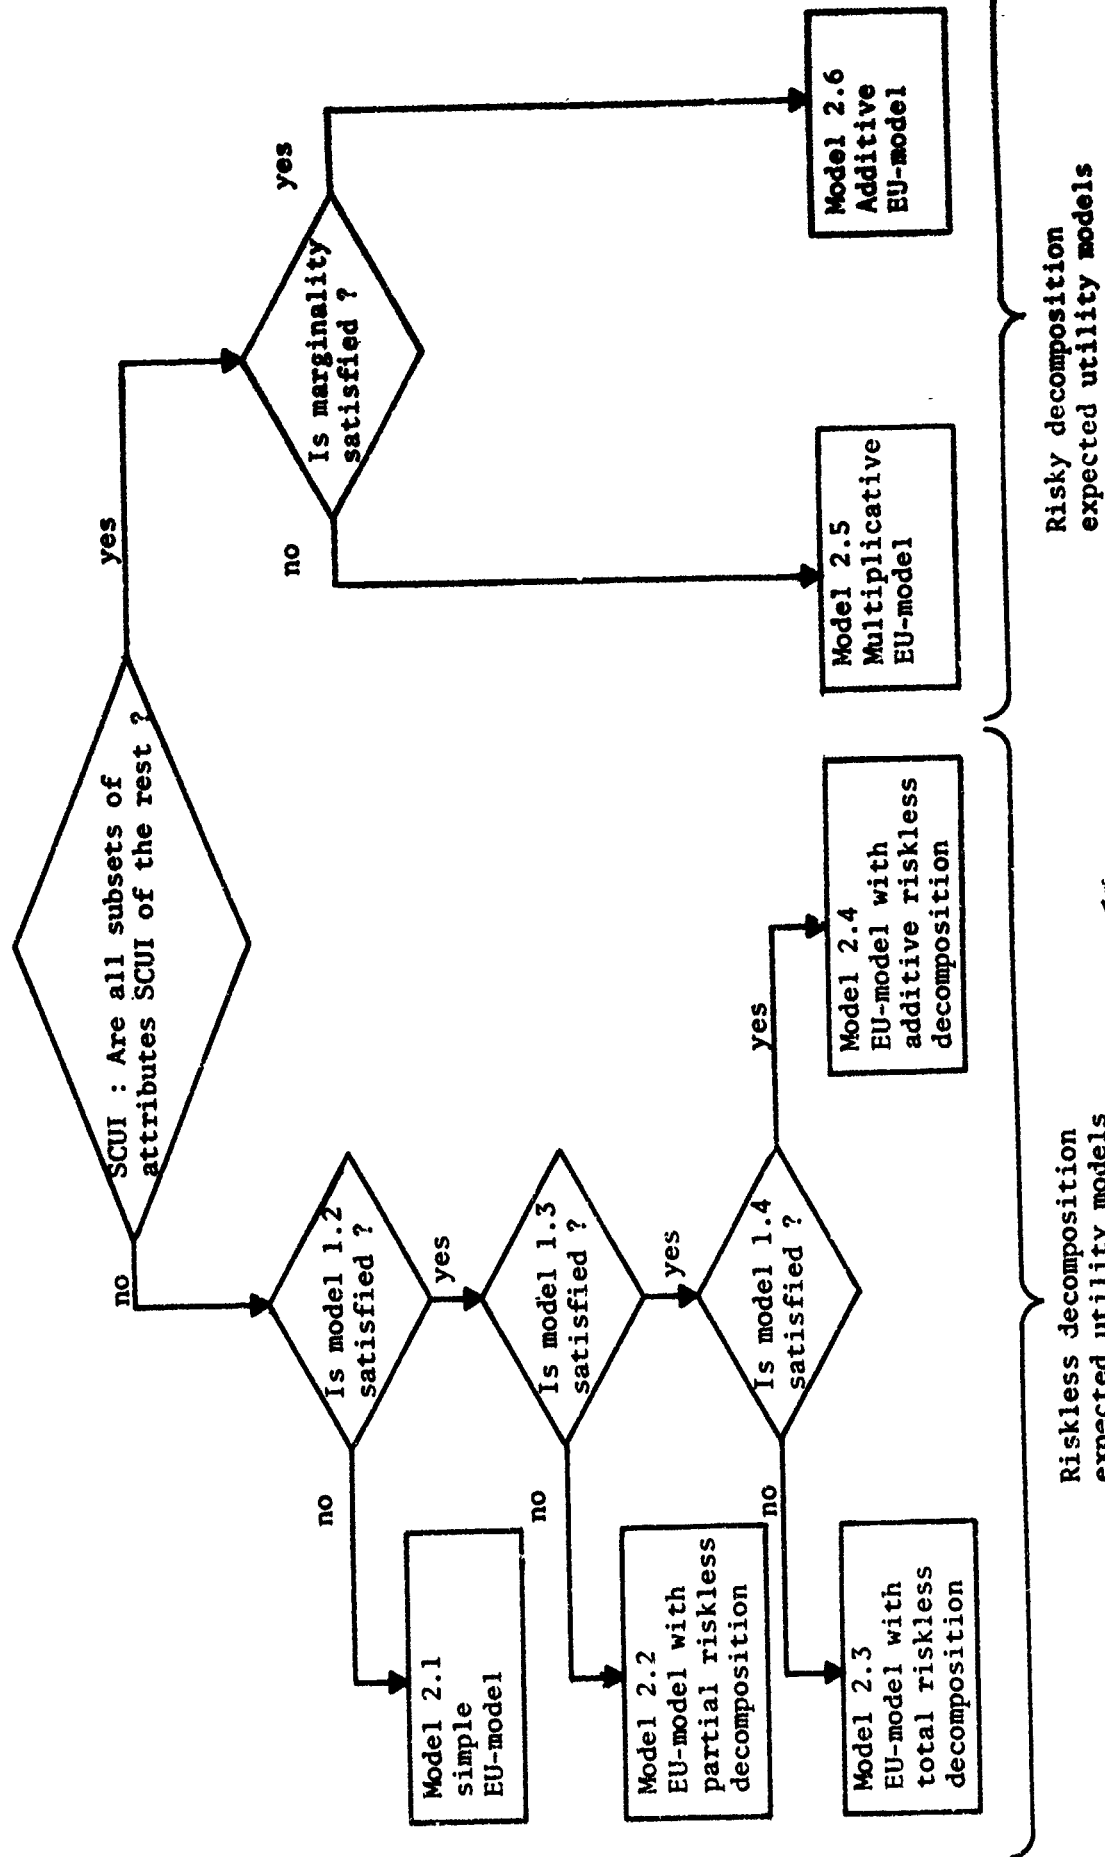 SCUI : Are all subsets of
attributes SCUI of the rest ?
no
yes
Is model 1.2
satisfied ?
no
yes
Model 2.1
simple
EU-model
Is model 1.3
satisfied ?
no
yes
Model 2.2
EU-model with
partial riskless
decomposition
Is model 1.4
satisfied ?
no
yes
Model 2.3
EU-model with
total riskless
decomposition
Model 2.4
EU-model with
additive riskless
decomposition
Is marginality
satisfied ?
no
yes
Model 2.5
Multiplicative
EU-model
Model 2.6
Additive
EU-model
Riskless decomposition
expected utility models
Risky decomposition
expected utility models